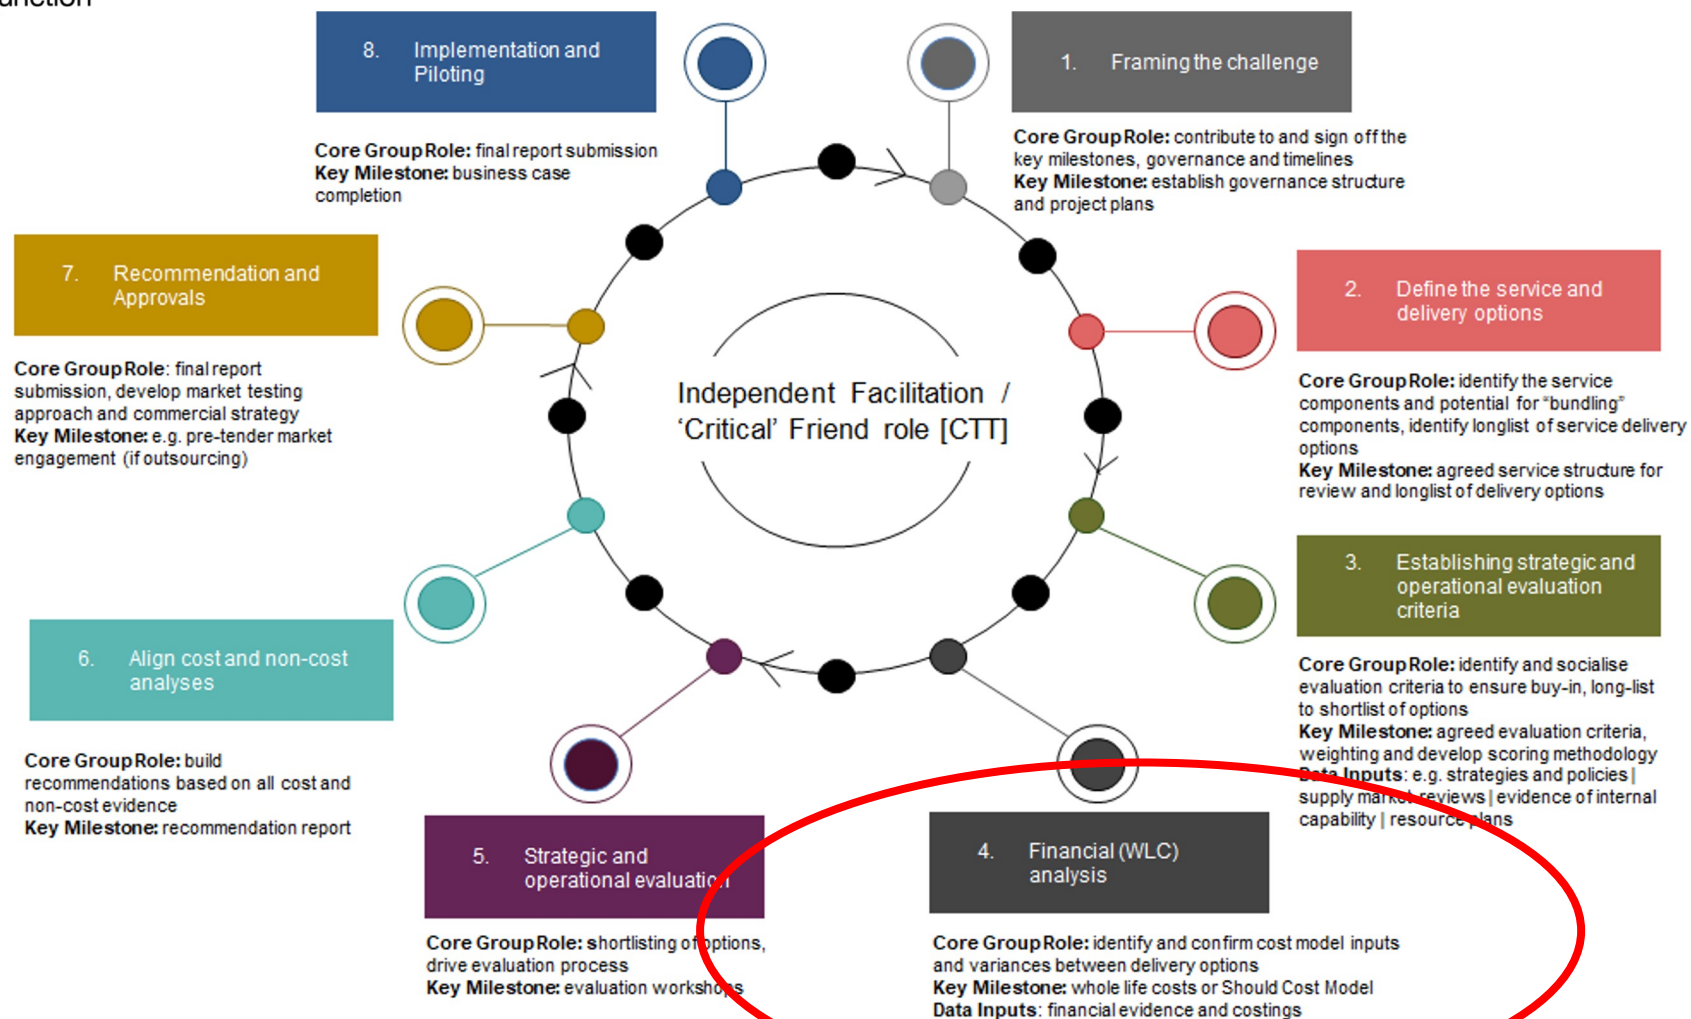 unction
8. Implementation and
Piloting
Core Group Role: final report submission
Key Milestone: business case
completion
1. Framing the challenge
Core Group Role: contribute to and sign off the
key milestones, governance and timelines
Key Milestone: establish governance structure
and project plans
7. Recommendation and
Approvals
Core Group Role: final report
submission, develop market testing
approach and commercial strategy
Key Milestone: e.g. pre-tender market
engagement (if outsourcing)
2. Define the service and
delivery options
Core Group Role: identify the service
components and potential for “bundling”
components, identify longlist of service delivery
options
Key Milestone: agreed service structure for
review and longlist of delivery options
Independent Facilitation /
‘Critical’ Friend role [CTT]
3. Establishing strategic and
operational evaluation
criteria
Core Group Role: identify and socialise
evaluation criteria to ensure buy-in, long-list
to shortlist of options
Key Milestone: agreed evaluation criteria,
weighting and develop scoring methodology
Data Inputs: e.g. strategies and policies |
supply market reviews | evidence of internal
capability | resource plans
6. Align cost and non-cost
analyses
Core Group Role: build
recommendations based on all cost and
non-cost evidence
Key Milestone: recommendation report
5. Strategic and
operational evaluation
Core Group Role: shortlisting of options,
drive evaluation process
Key Milestone: evaluation workshops
4. Financial (WLC)
analysis
Core Group Role: identify and confirm cost model inputs
and variances between delivery options
Key Milestone: whole life costs or Should Cost Model
Data Inputs: financial evidence and costings